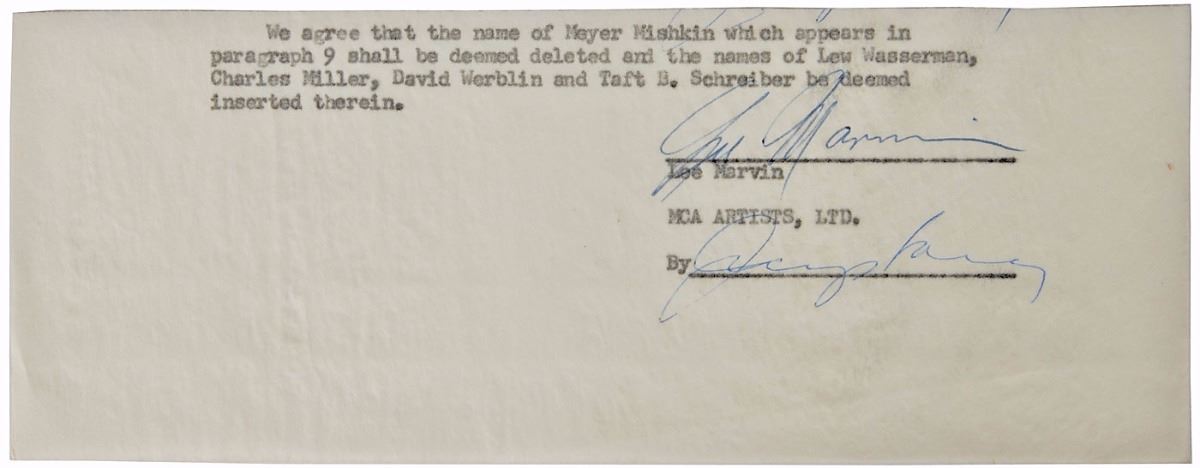 We agree that the name of Meyer Mishkin which appears in
paragraph 9 shall be deemed deleted and the names of Lew Wasserman,
Charles Miller, David Werblin and Taft B. Schreiber be deemed
inserted therein.
Lee Marvin
Lee Marvin
MCA ARTISTS, LTD.
By